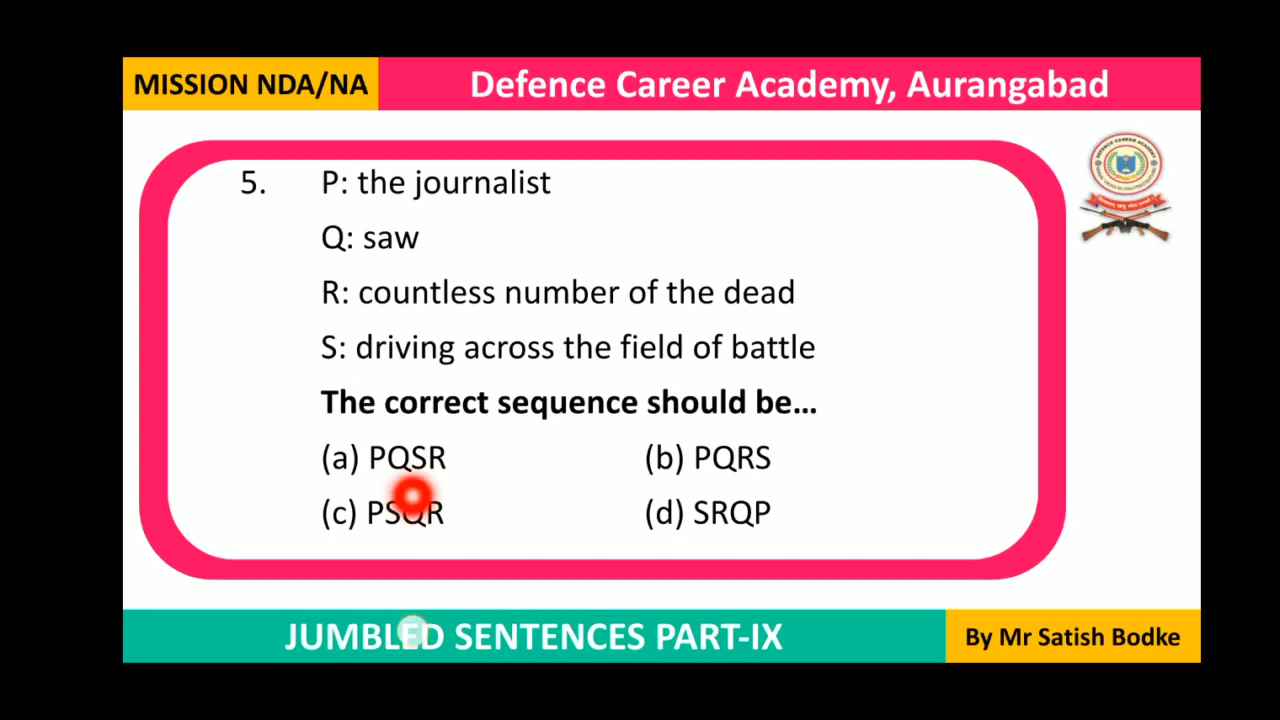 MISSION NDA/NA
Defence Career Academy, Aurangabad
5. P: the journalist
Q: saw
R: countless number of the dead
S: driving across the field of battle
The correct sequence should be...
(a) PQSR (b) PQRS
(c) PSQR (d) SRQP
JUMBLED SENTENCES PART-IX
By Mr Satish Bodke